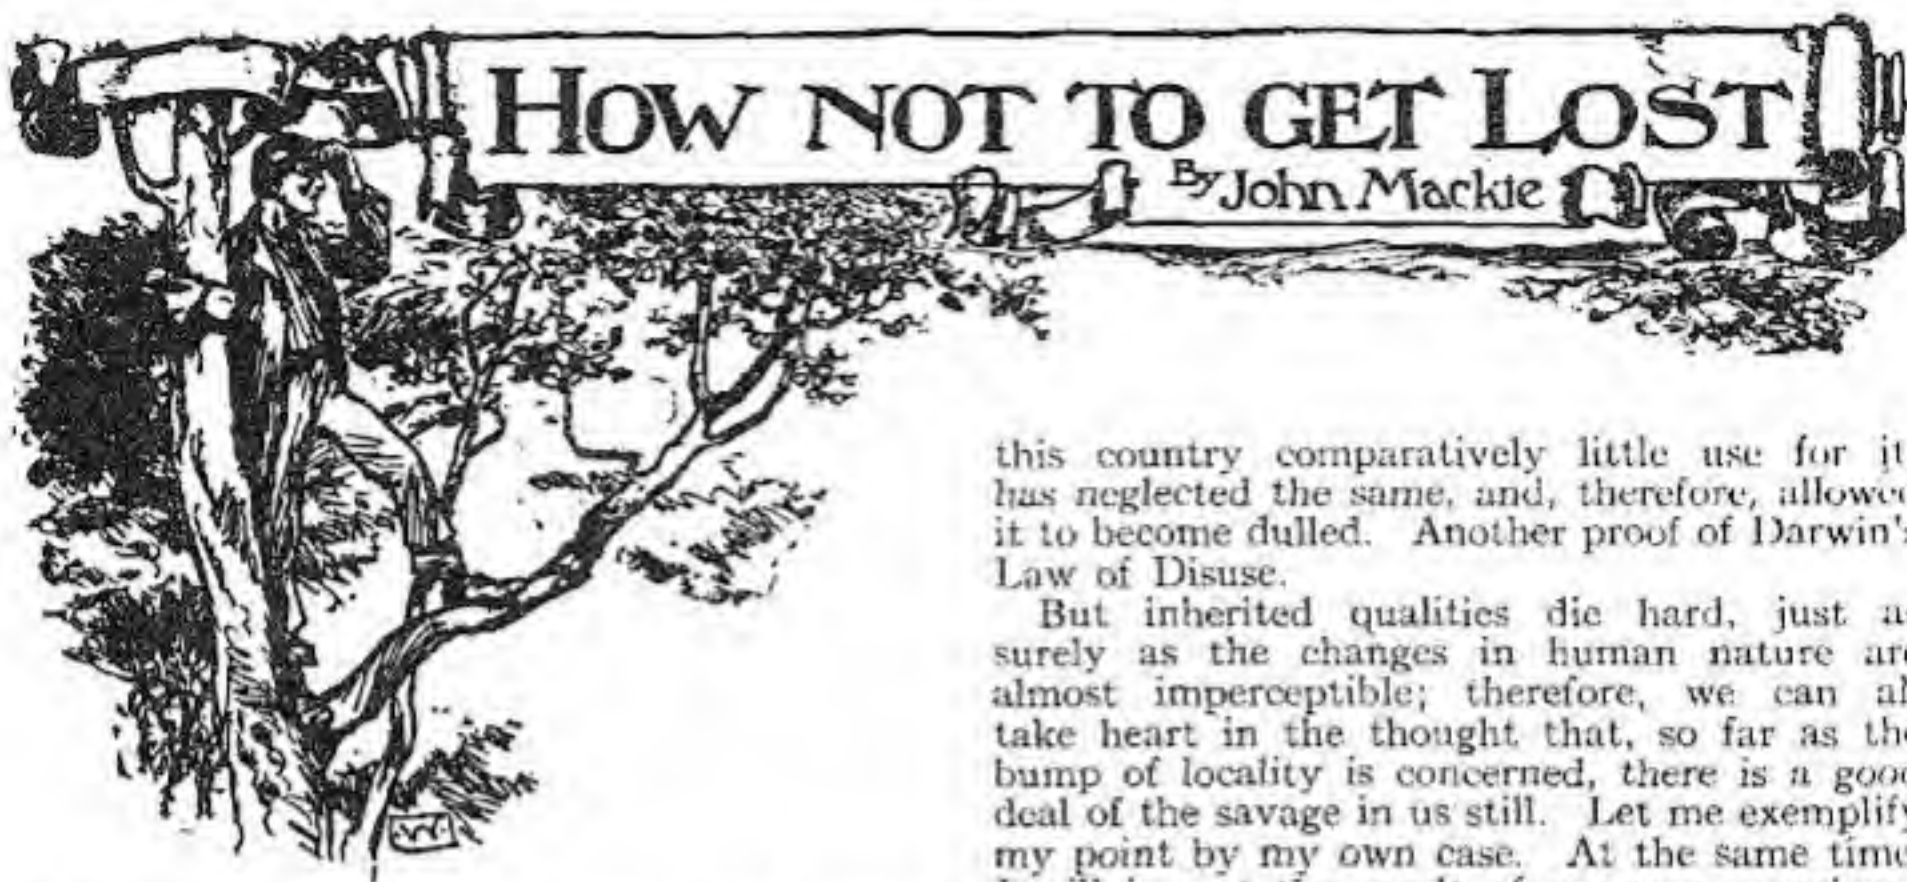 HOW NOT TO GET LOST
By John Mackie
this country comparatively little use for it
has neglected the same, and, therefore, allowe
it to become dulled. Another proof of Darwin's
Law of Disuse.
But inherited qualities die hard, just a
surely as the changes in human nature are
almost imperceptible; therefore, we can al
take heart in the thought that, so far as the
bump of locality is concerned, there is a good
deal of the savage in us still. Let me exemplify
my point by my own case. At the same time
W.